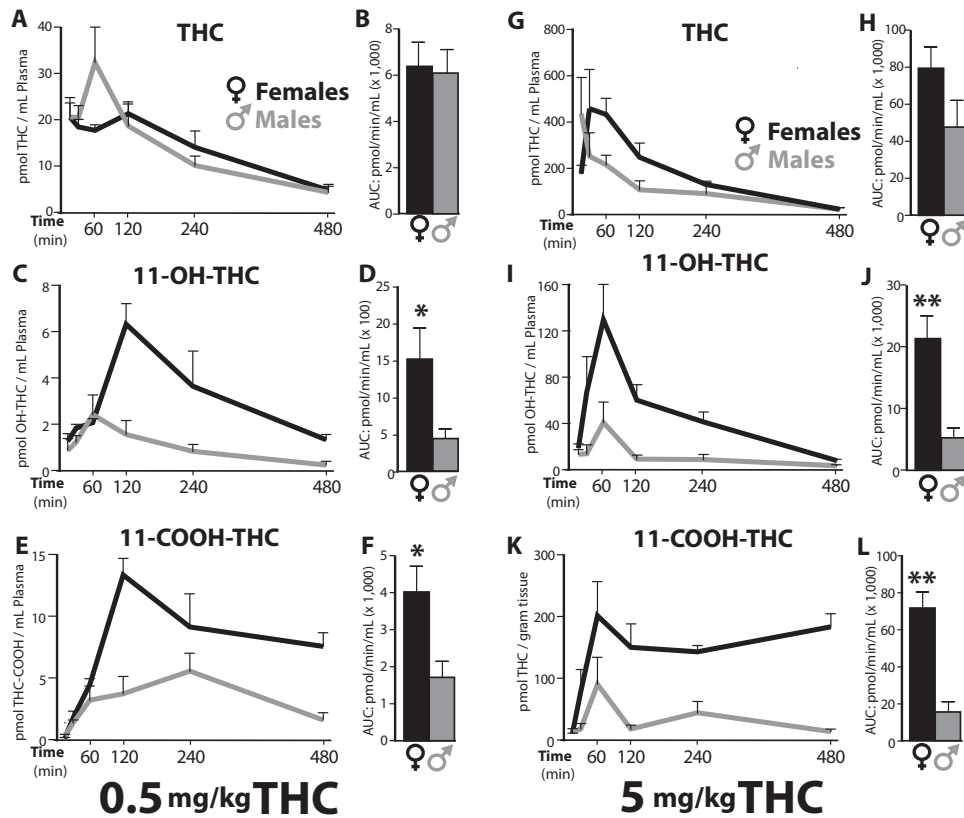 A
THC
pmol THC / mL Plasma
40
30
20
10
0
♀ Females
♂ Males
Time
(min)
60
120
240
480
B
AUC: pmol/min/mL (x 1,000)
8
6
4
2
0
♀ ♂
G
THC
pmol THC / mL Plasma
800
600
400
200
0
♀ Females
♂ Males
60
120
240
480
H
AUC: pmol/min/mL (x 1,000)
100
80
60
40
20
0
♀ ♂
C
11-OH-THC
pmol OH-THC / mL Plasma
8
6
4
2
0
Time
(min)
60
120
240
480
D
AUC: pmol/min/mL (x 100)
25
20
15
10
5
0
*
♀ ♂
I
11-OH-THC
pmol OH-THC / mL Plasma
160
120
80
40
0
Time
(min)
60
120
240
480
J
AUC: pmol/min/mL (x 1,000)
30
20
10
0
**
♀ ♂
E
11-COOH-THC
pmol THC-COOH / mL Plasma
15
10
5
0
Time
(min)
60
120
240
480
F
AUC: pmol/min/mL (x 1,000)
5
4
3
2
1
0
*
♀ ♂
K
11-COOH-THC
pmol THC / gram tissue
300
200
100
0
Time
(min)
60
120
240
480
L
AUC: pmol/min/mL (x 1,000)
100
80
60
40
20
0
**
♀ ♂
0.5 mg/kg THC
5 mg/kg THC